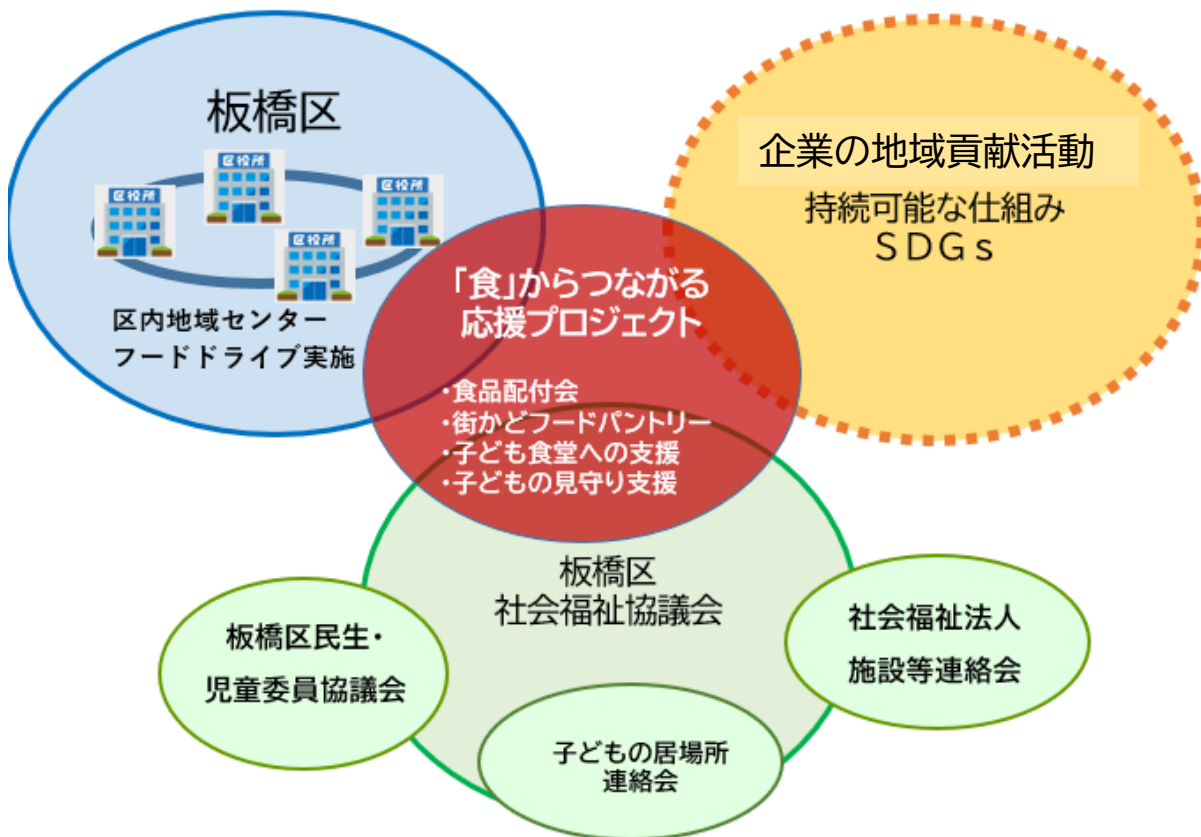 板橋区
区役所
区役所
区役所
区役所
区内地域センター
フードドライブ実施
企業の地域貢献活動
持続可能な仕組み
ＳＤＧｓ
「食」からつながる
応援プロジェクト
・食品配付会
・街かどフードパントリー
・子ども食堂への支援
・子どもの見守り支援
板橋区
社会福祉協議会
板橋区民生・
児童委員協議会
社会福祉法人
施設等連絡会
子どもの居場所
連絡会